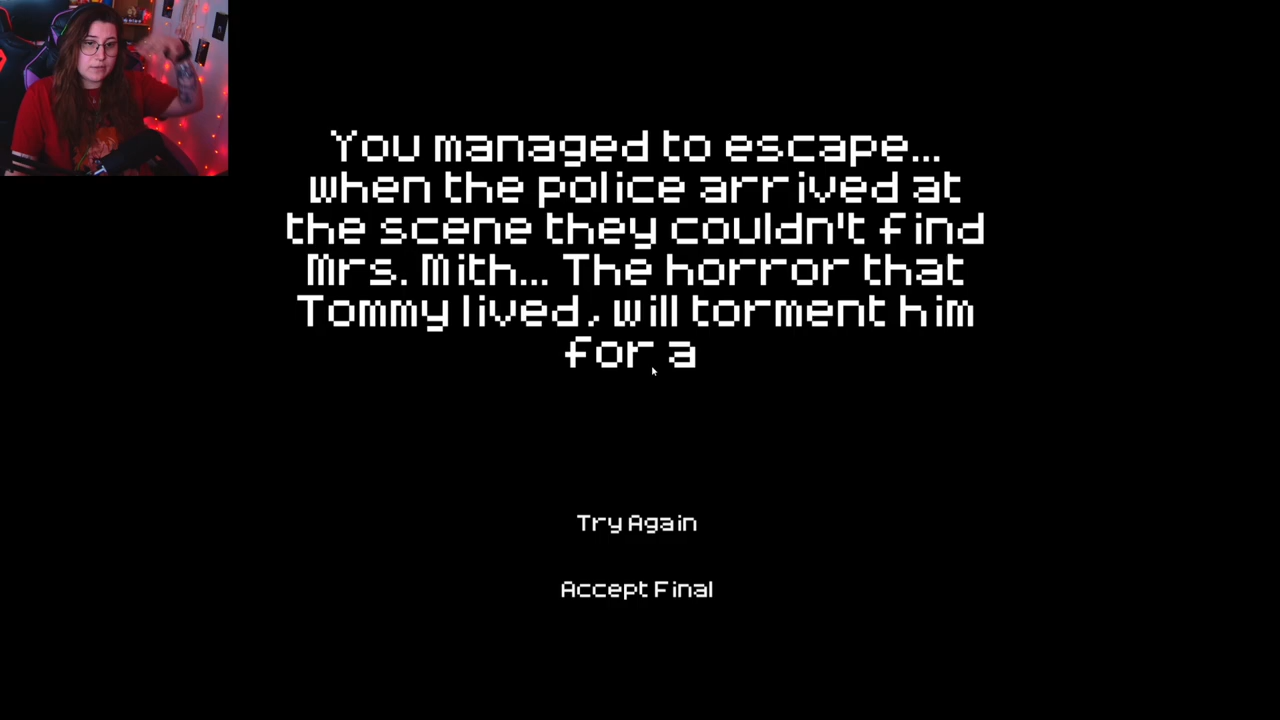 You managed to escape...
when the police arrived at
the scene they couldn't find
Mrs. Mith... The horror that
Tommy lived, will torment him
for a
Try Again
Accept Final